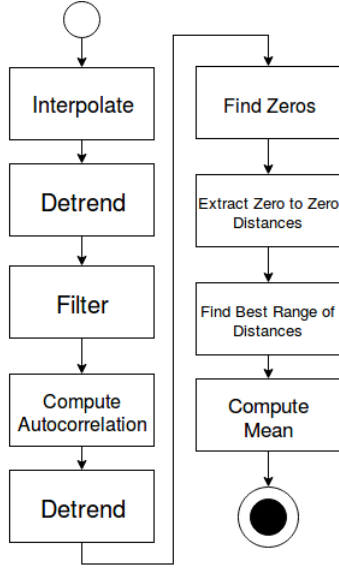 Interpolate
Detrend
Filter
Compute
Autocorrelation
Detrend
Find Zeros
Extract Zero to Zero
Distances
Find Best Range of
Distances
Compute
Mean